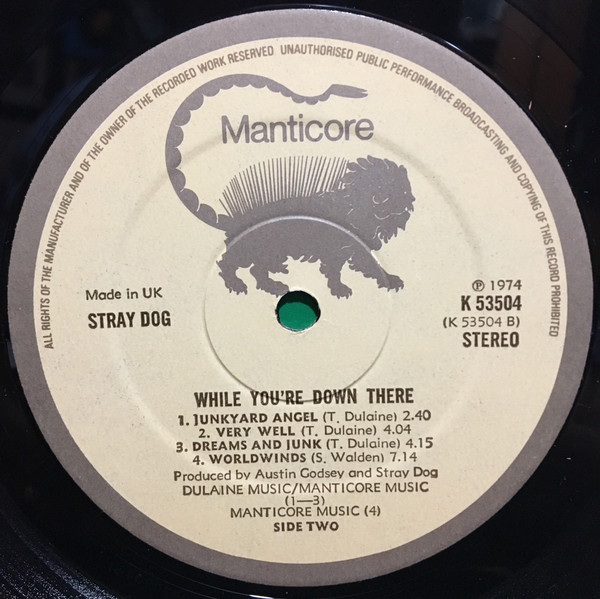 ALL RIGHTS OF THE MANUFACTURER AND OF THE OWNER OF THE RECORDED WORK RESERVED. UNAUTHORISED PUBLIC PERFORMANCE BROADCASTING AND COPYING OF THIS RECORD PROHIBITED
Manticore
Made in UK
STRAY DOG
℗ 1974
K 53504
(K 53504 B)
STEREO
WHILE YOU'RE DOWN THERE
1. JUNKYARD ANGEL (T. Dulaine) 2.40
2. VERY WELL (T. Dulaine) 4.04
3. DREAMS AND JUNK (T. Dulaine) 4.15
4. WORLDWINDS (S. Walden) 7.14
Produced by Austin Godsey and Stray Dog
DULAINE MUSIC/MANTICORE MUSIC
(1—3)
MANTICORE MUSIC (4)
SIDE TWO